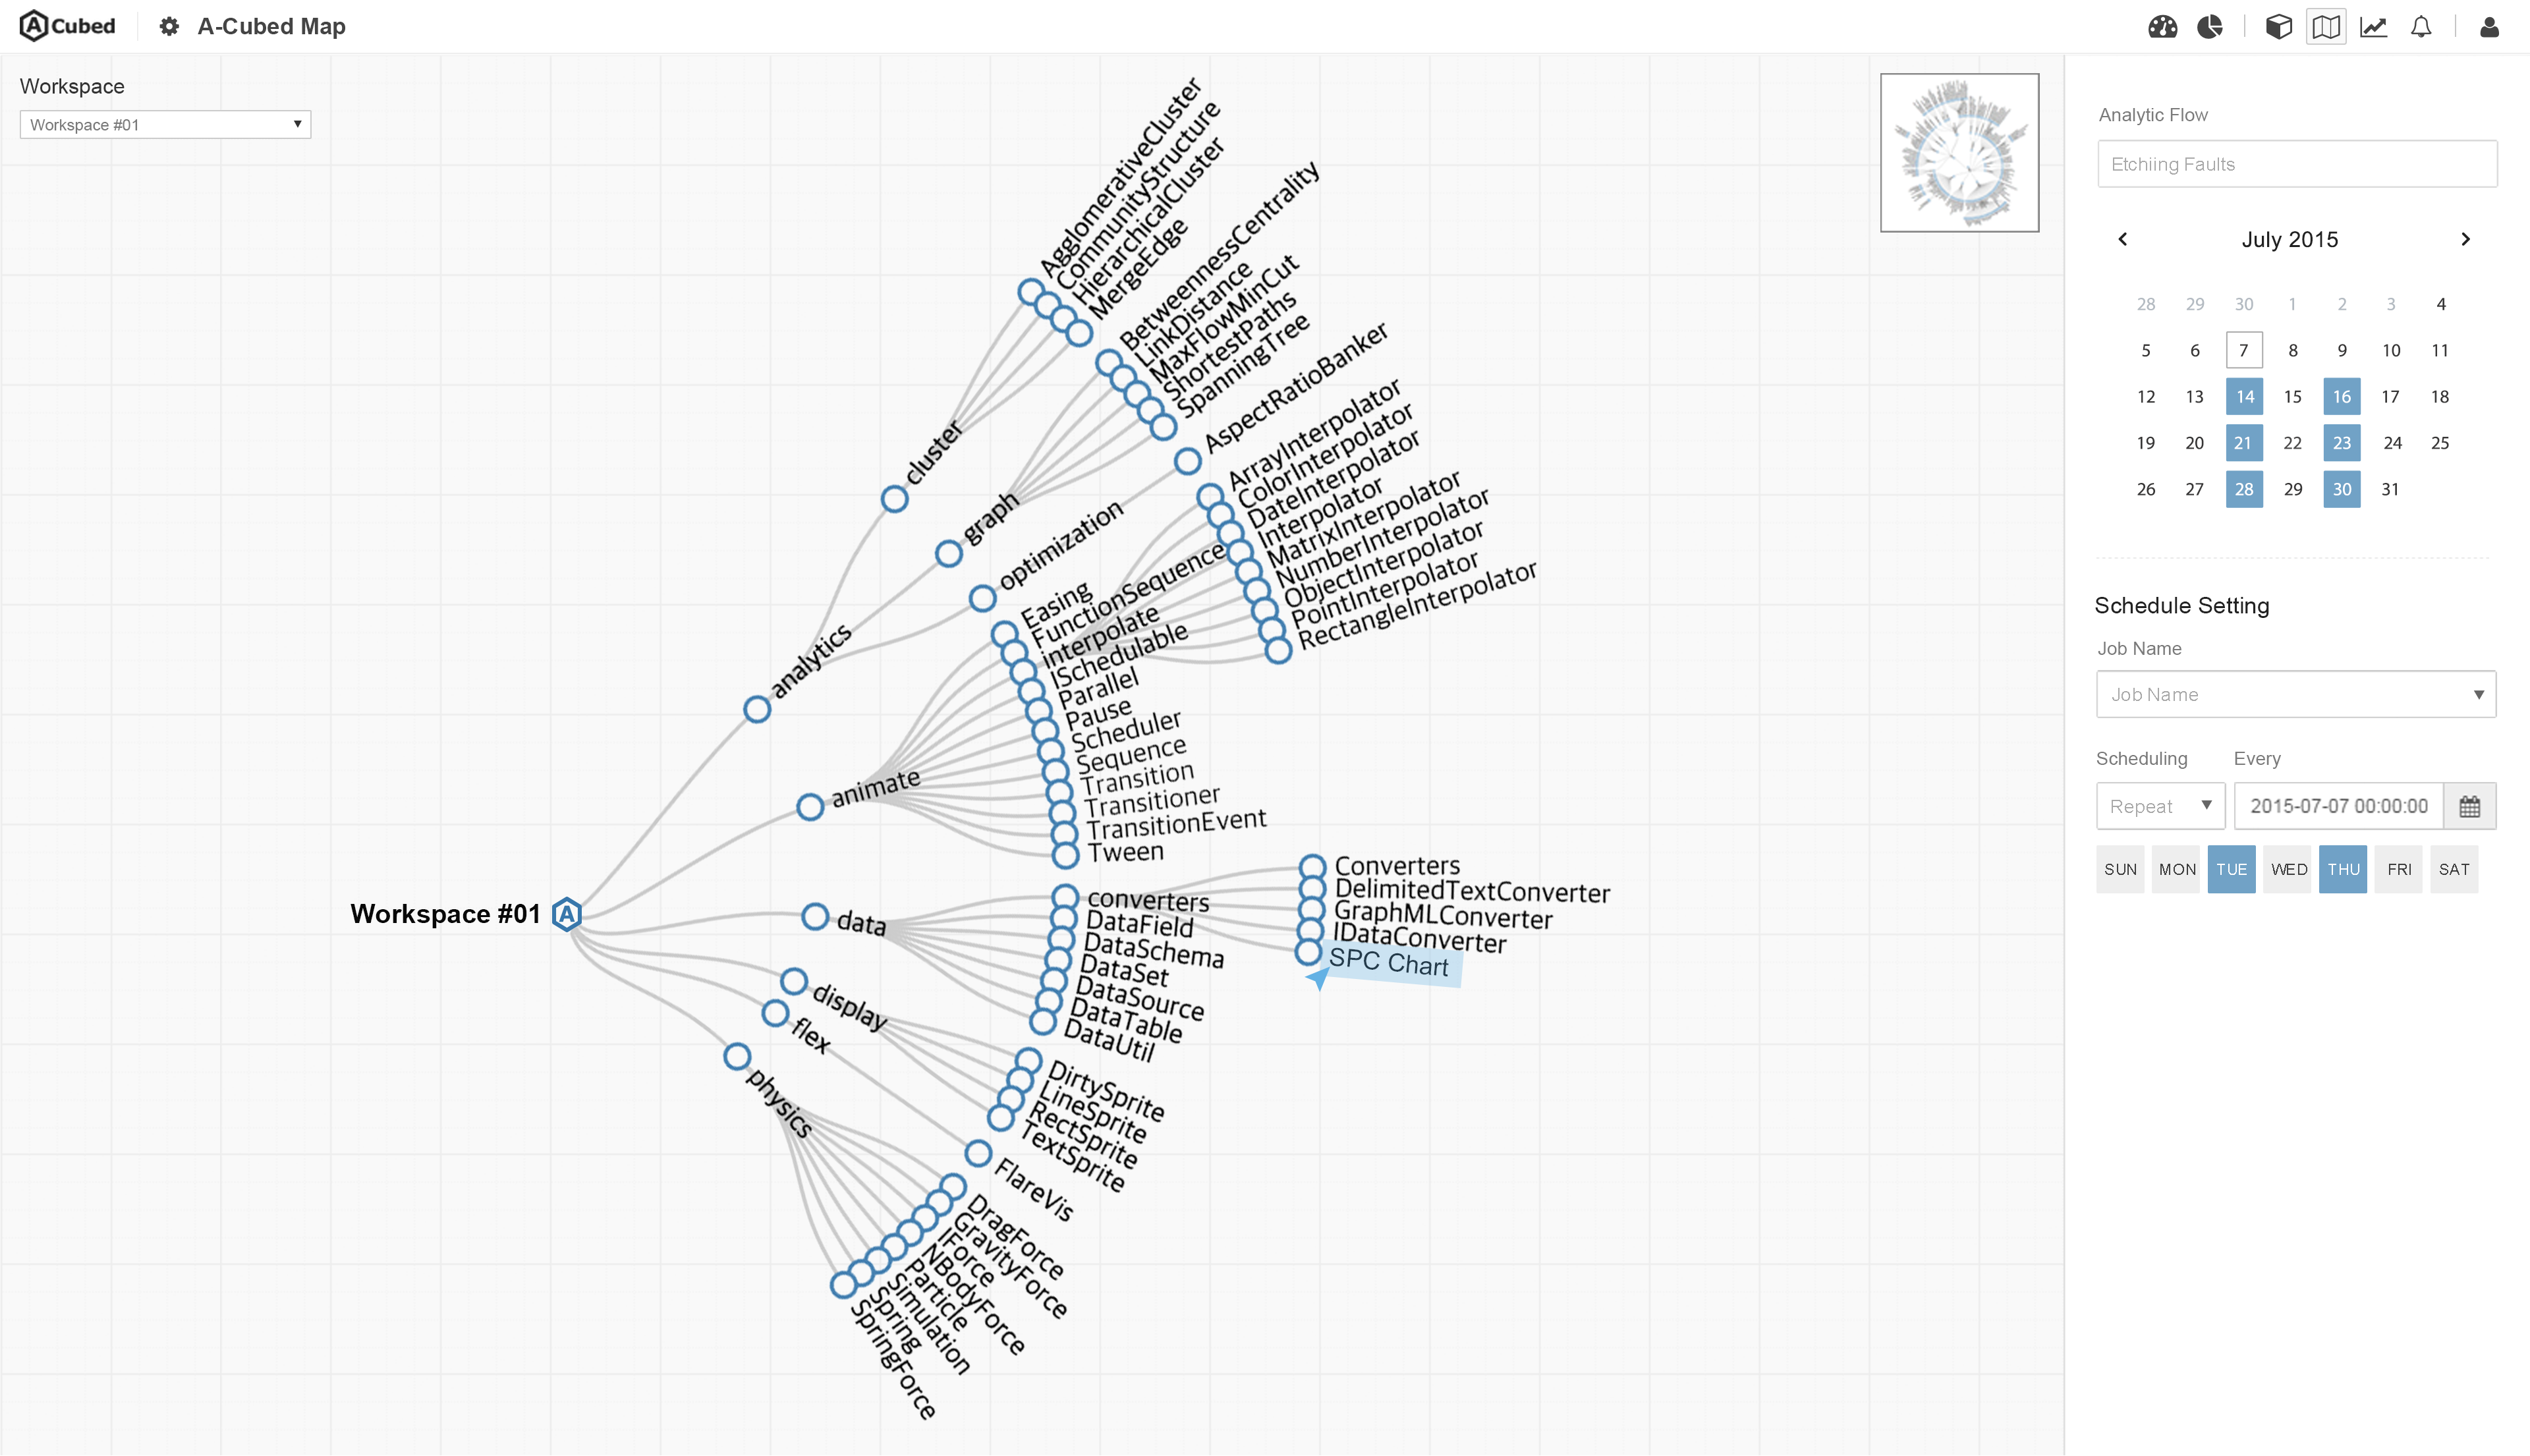 A Cubed
A-Cubed Map
Workspace
Workspace #01
AgglomerativeCluster
CommunityStructure
HierarchicalCluster
MergeEdge
BetweennessCentrality
LinkDistance
MaxFlowMinCut
ShortestPaths
SpanningTree
AspectRatioBanker
ArrayInterpolator
ColorInterpolator
DateInterpolator
Interpolator
MatrixInterpolator
NumberInterpolator
ObjectInterpolator
PointInterpolator
RectangleInterpolator
cluster
graph
optimization
analytics
Easing
FunctionSequence
interpolate
ISchedulable
Parallel
Pause
Scheduler
Sequence
Transition
Transitioner
TransitionEvent
Tween
animate
Workspace #01
A
data
converters
DataField
DataSchema
DataSet
DataSource
DataTable
DataUtil
Converters
DelimitedTextConverter
GraphMLConverter
IDataConverter
SPC Chart
display
flex
physics
DirtySprite
LineSprite
RectSprite
TextSprite
FlareVis
DragForce
GravityForce
IForce
NBodyForce
Particle
Simulation
Spring
SpringForce
Analytic Flow
Etchiing Faults
July 2015
28 29 30 1 2 3 4
5 6 7 8 9 10 11
12 13 14 15 16 17 18
19 20 21 22 23 24 25
26 27 28 29 30 31
Schedule Setting
Job Name
Job Name
Scheduling Every
Repeat 2015-07-07 00:00:00
SUN MON TUE WED THU FRI SAT